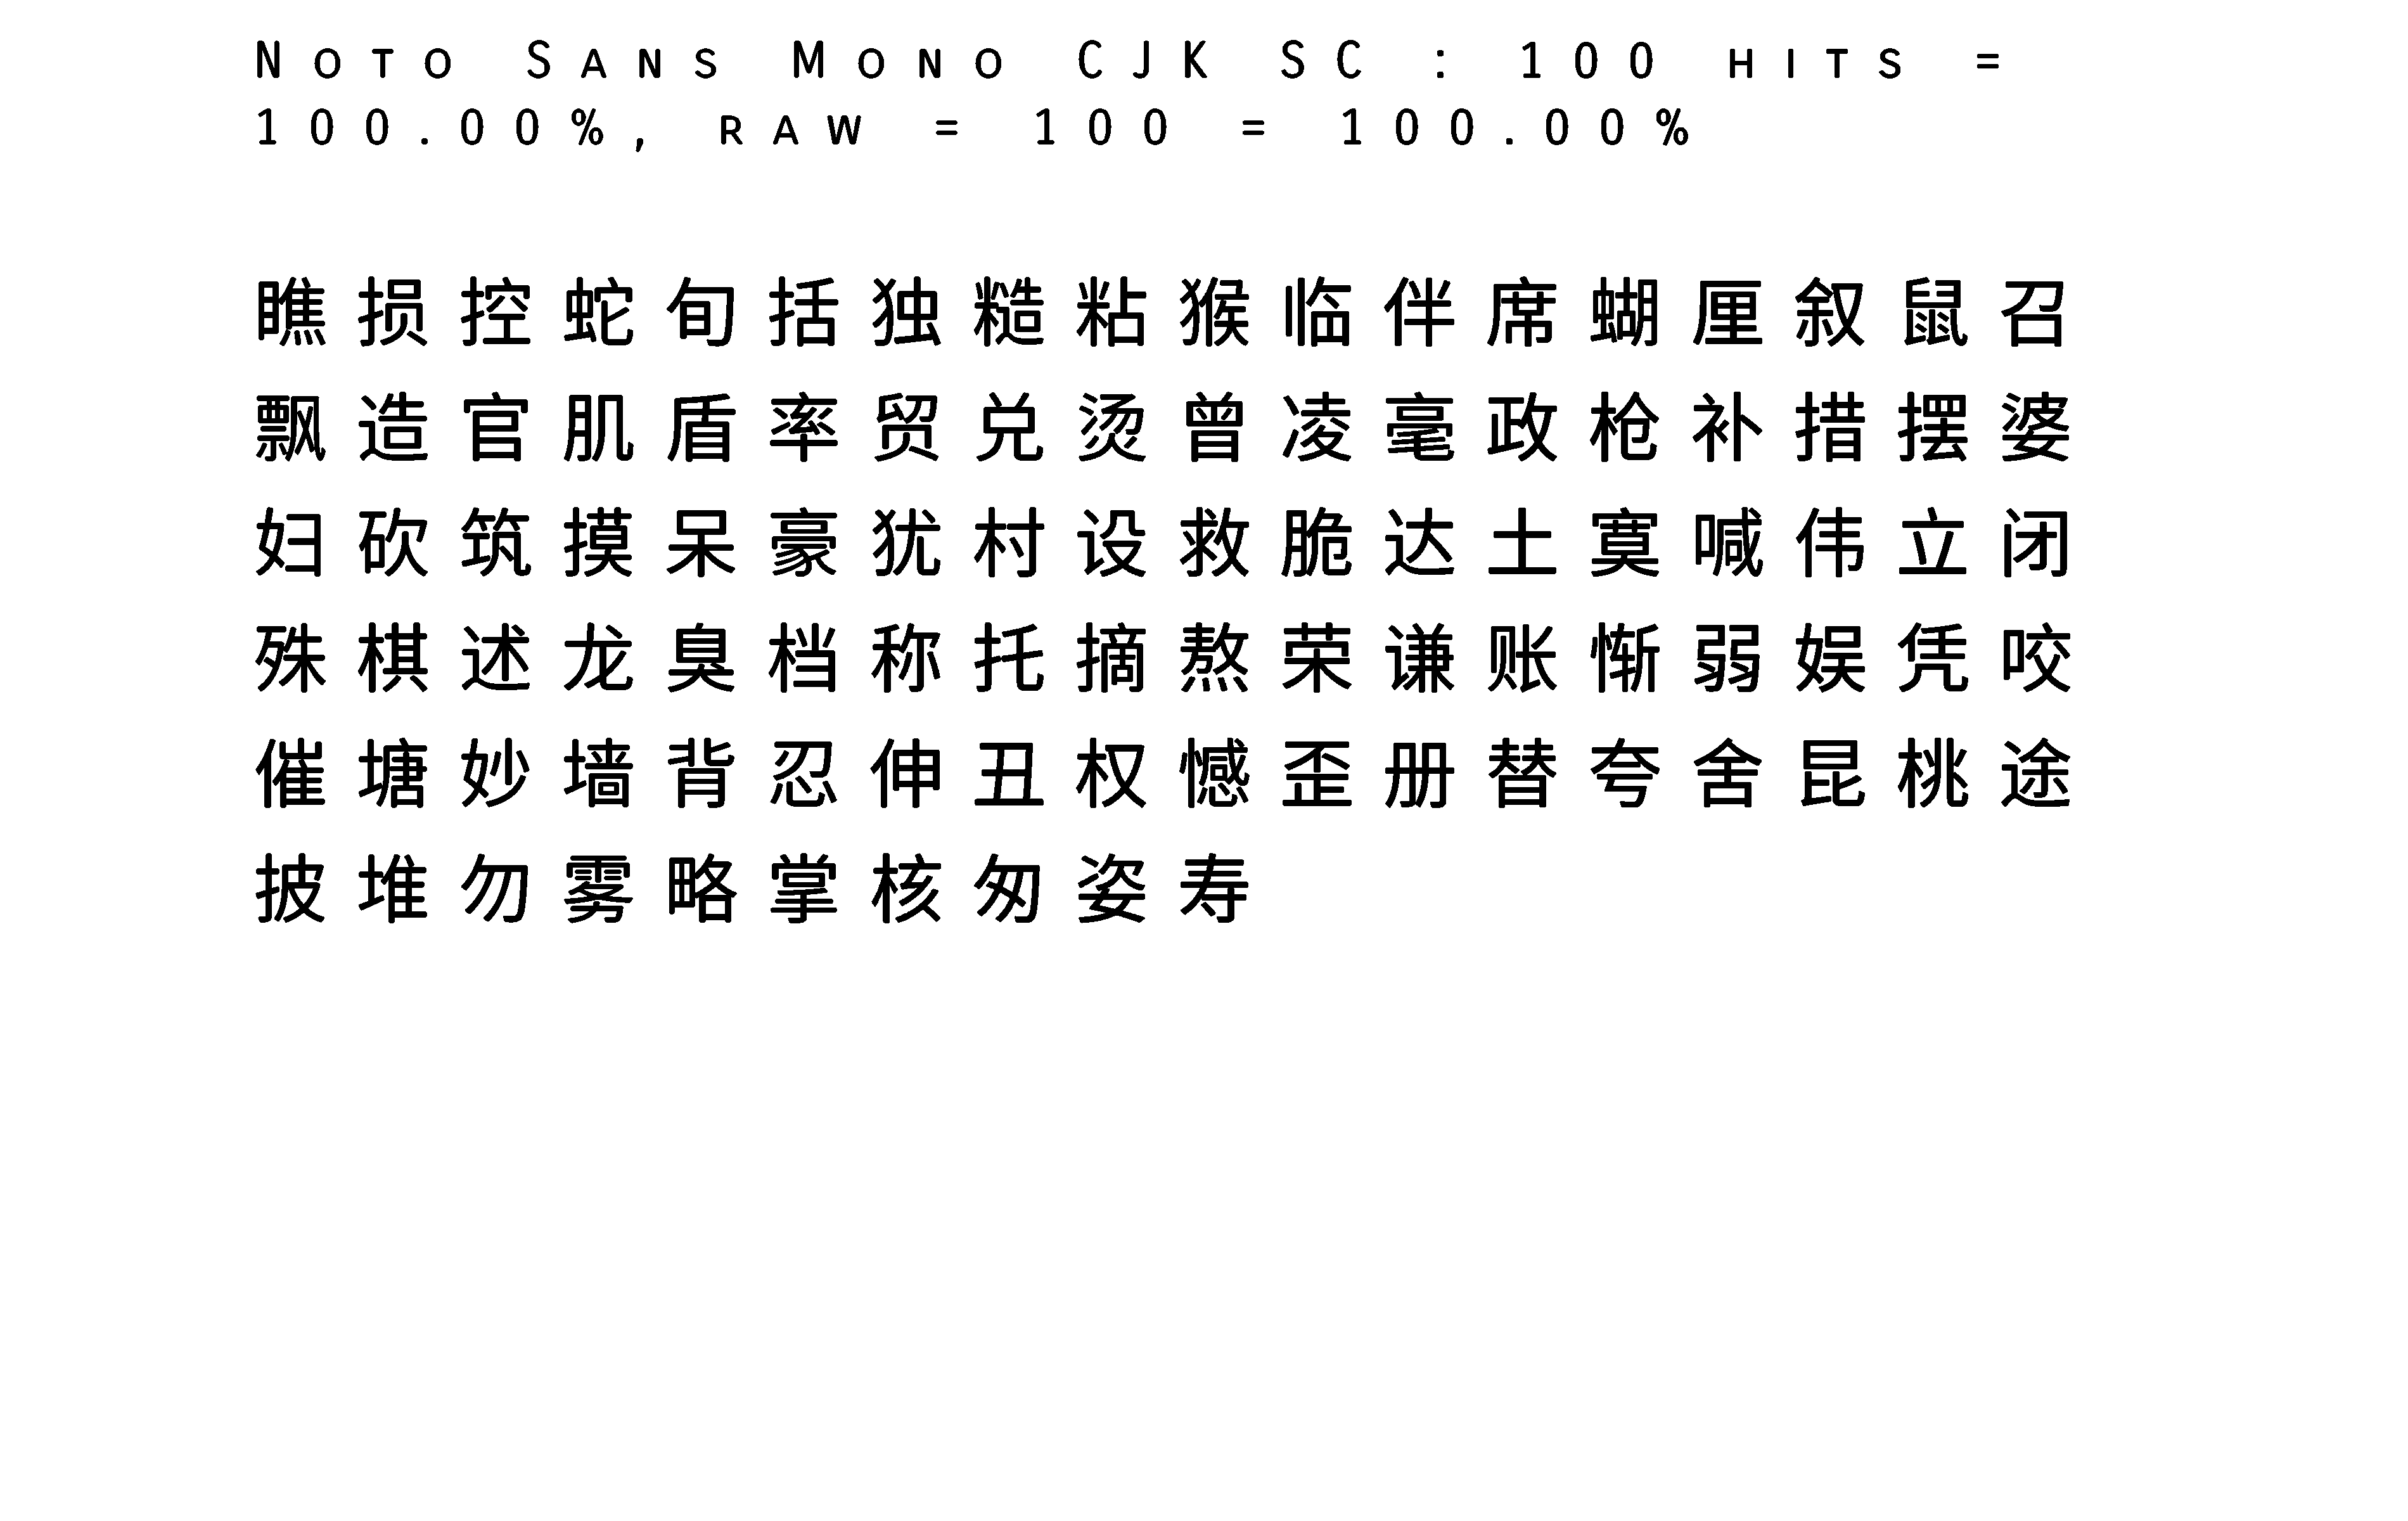 Noto Sans Mono CJK SC : 100 hits =
100.00%, raw = 100 = 100.00%
瞧损控蛇旬括独糙粘猴临伴席蝴厘叙鼠召
飘造官肌盾率贸兑烫曾凌毫政枪补措摆婆
妇砍筑摸呆豪犹村设救脆达士寞喊伟立闭
殊棋述龙臭档称托摘熬荣谦账惭弱娱凭咬
催塘妙墙背忍伸丑权憾歪册替夸舍昆桃途
披堆勿雾略掌核匆姿寿